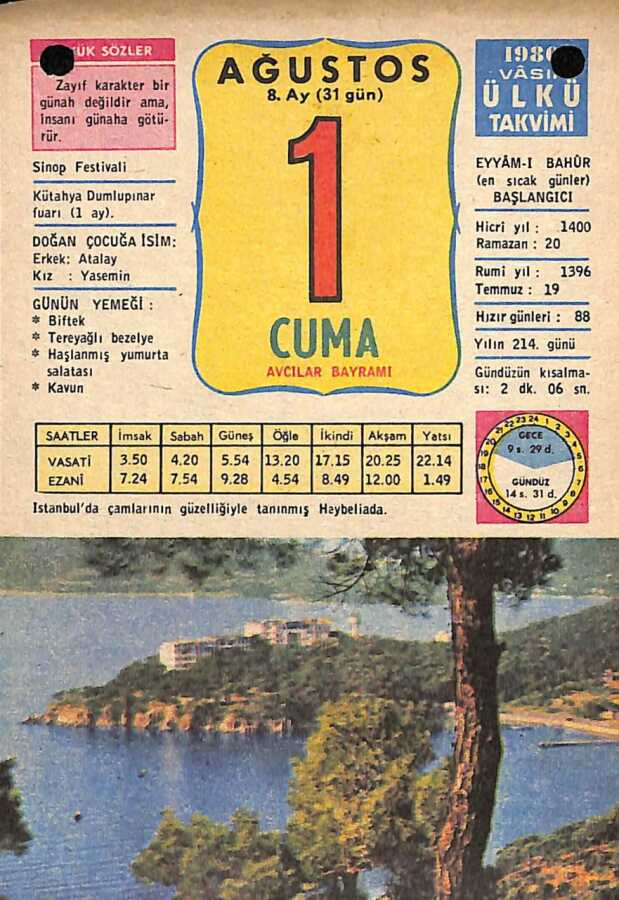 ÜK SÖZLER
Zayıf karakter bir
günah değildir ama,
insanı günaha götü-
rür.
Sinop Festivali
Kütahya Dumlupınar
fuarı (1 ay).
DOĞAN ÇOCUĞA İSİM:
Erkek: Atalay
Kız : Yasemin
GÜNÜN YEMEĞİ :
* Biftek
* Tereyağlı bezelye
* Haşlanmış yumurta
salatası
* Kavun
AĞUSTOS
8. Ay (31 gün)
1
CUMA
AVCILAR BAYRAMI
1980
VÂSI
ÜLKÜ
TAKVİMİ
EYYÂM-I BAHÛR
(en sıcak günler)
BAŞLANGICI
Hicri yıl : 1400
Ramazan : 20
Rumi yıl : 1396
Temmuz : 19
Hızır günleri : 88
Yılın 214. günü
Gündüzün kısalma-
sı: 2 dk. 06 sn.
SAATLER İmsak Sabah Güneş Öğle İkindi Akşam Yatsı
VASATİ 3.50 4.20 5.54 13.20 17.15 20.25 22.14
EZANİ 7.24 7.54 9.28 4.54 8.49 12.00 1.49
GECE
9 s. 29 d.
GÜNDÜZ
14 s. 31 d.
İstanbul'da çamlarının güzelliğiyle tanınmış Heybeliada.